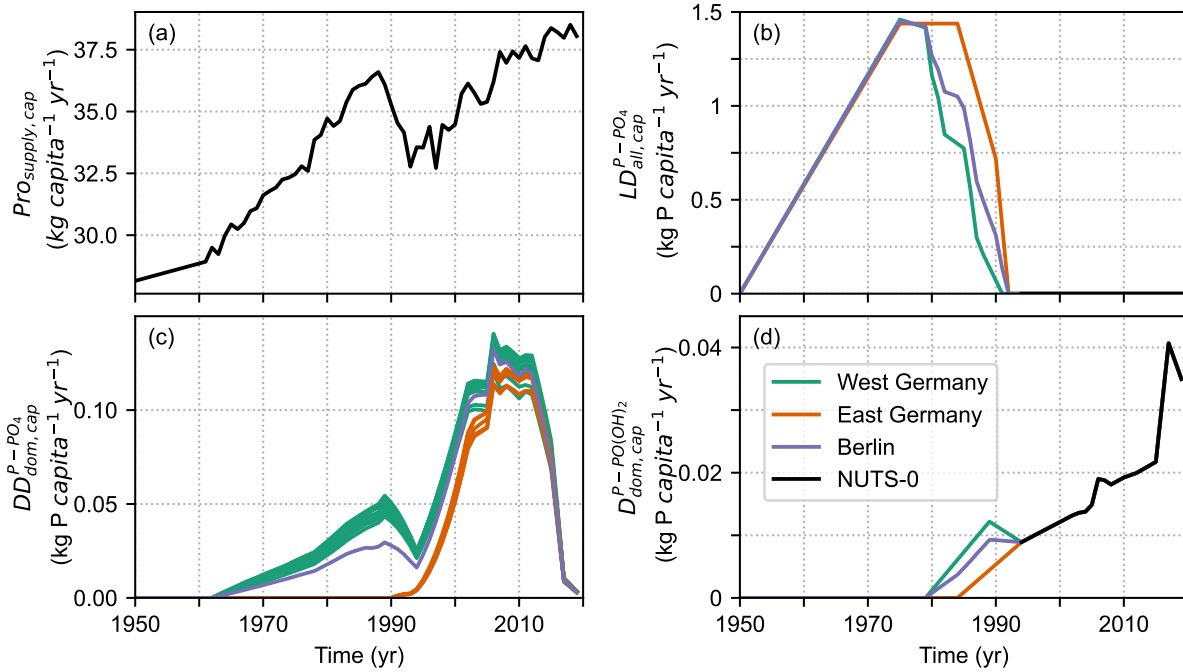 (a)
37.5
35.0
32.5
30.0
Pro_supply,cap
(kg capita⁻¹ yr⁻¹)
(b)
1.5
1
0.5
0
LD^P−PO₄_all,cap
(kg P capita⁻¹ yr⁻¹)
(c)
0.10
0.05
0.00
DD^P−PO₄_dom,cap
(kg P capita⁻¹ yr⁻¹)
1950
1970
1990
2010
Time (yr)
(d)
0.04
0.02
0
D^P−PO(OH)₂_dom,cap
(kg P capita⁻¹ yr⁻¹)
West Germany
East Germany
Berlin
NUTS-0
1950
1970
1990
2010
Time (yr)